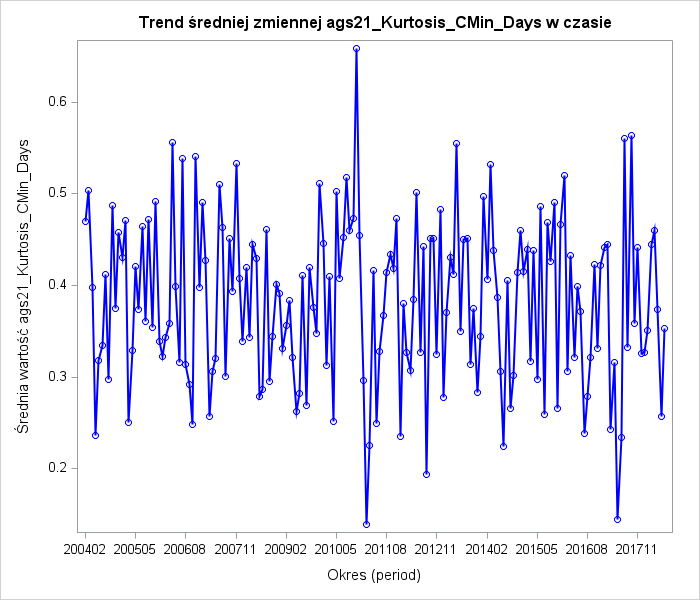 Trend średniej zmiennej ags21_Kurtosis_CMin_Days w czasie
Średnia wartość ags21_Kurtosis_CMin_Days
0.6
0.5
0.4
0.3
0.2
200402 200505 200608 200711 200902 201005 201108 201211 201402 201505 201608 201711
Okres (period)